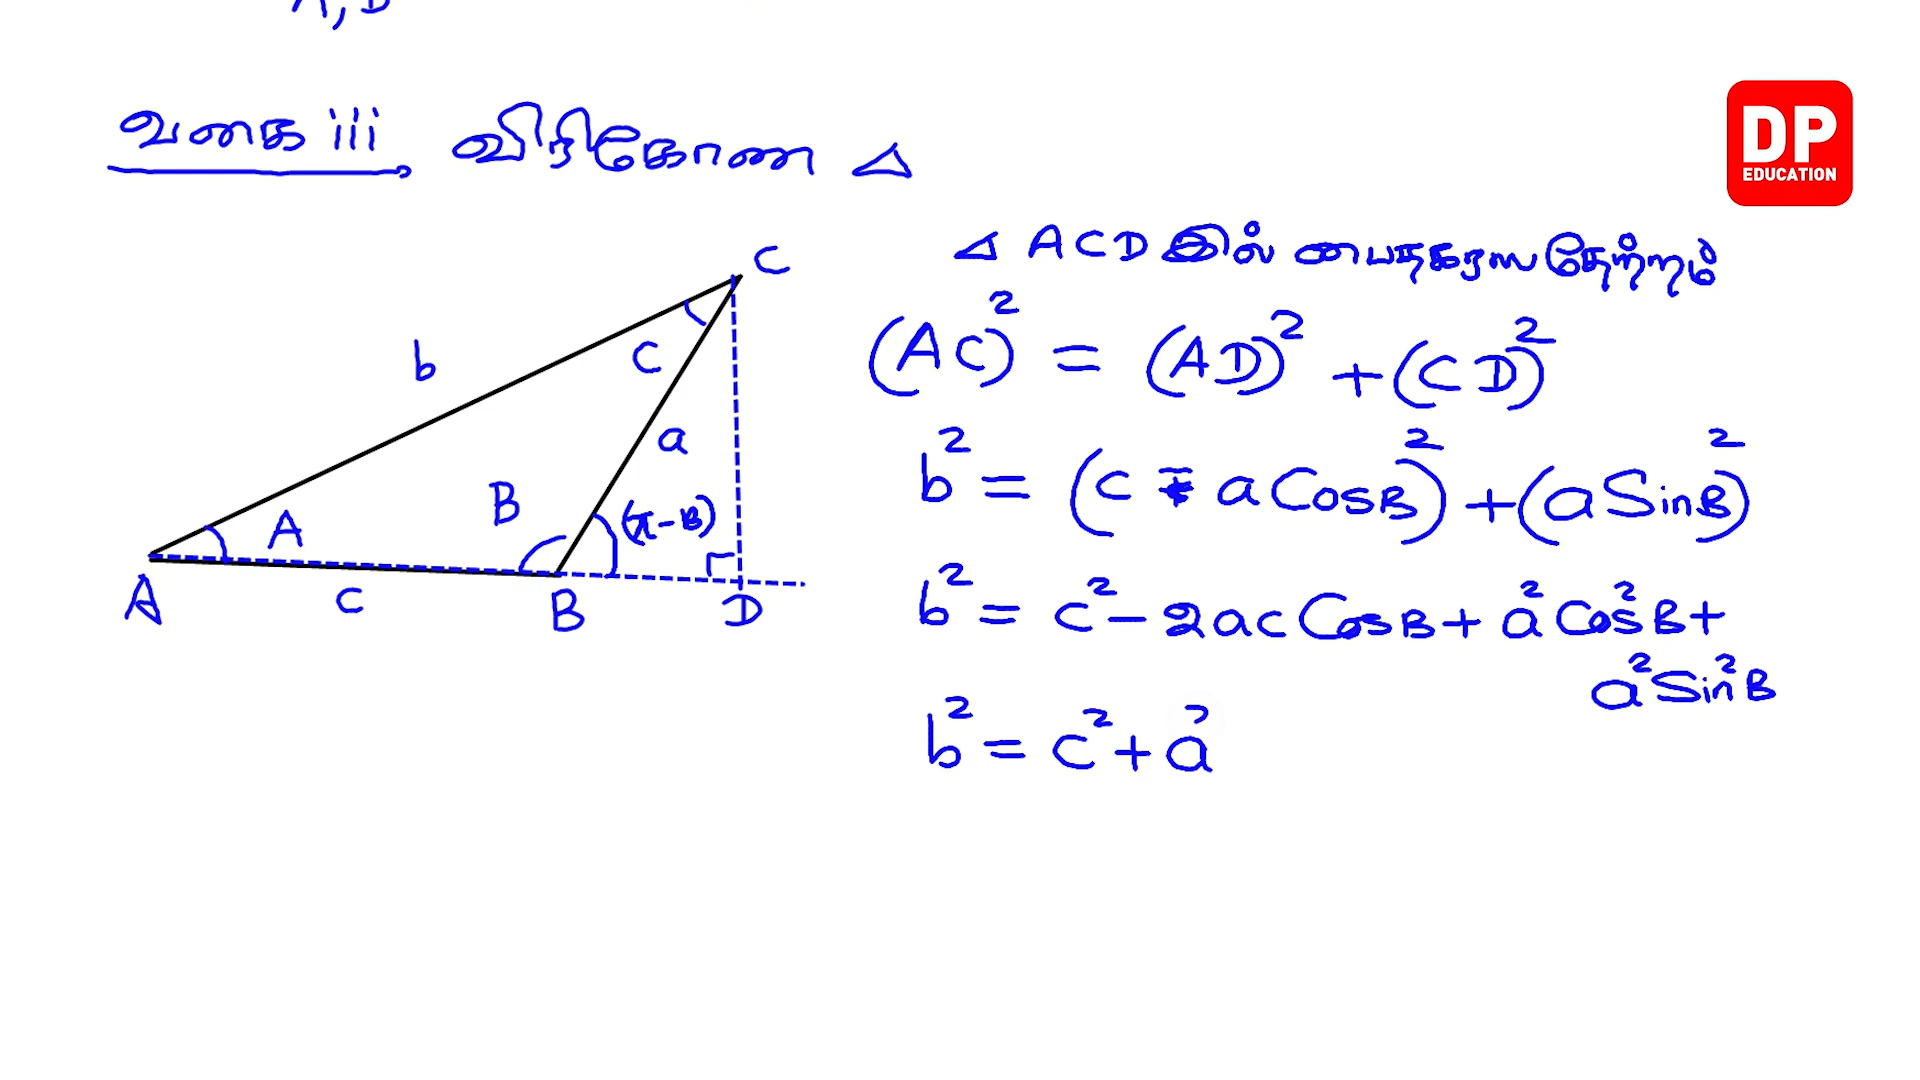 A, B
வகை iii விரிகோண △
DP
EDUCATION
△ ACD இல் பைதகரஸ தேற்றம்
(AC)² = (AD)² + (CD)²
b² = (c - a CosB)² + (a SinB)²
b² = c² - 2ac CosB + a² Cos²B +
a² Sin²B
b² = c² + a²
C
b
C
a
B
(π-B)
A
A
c
B
D